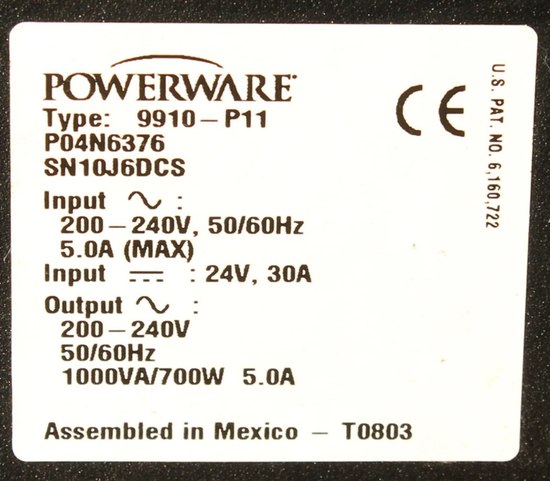 POWERWARE
Type: 9910-P11
P04N6376
SN10J6DCS
Input ∿ :
200-240V, 50/60Hz
5.0A (MAX)
Input ⎓ : 24V, 30A
Output ∿ :
200-240V
50/60Hz
1000VA/700W 5.0A
Assembled in Mexico - T0803
CE
U.S. PAT. NO. 6,160,722